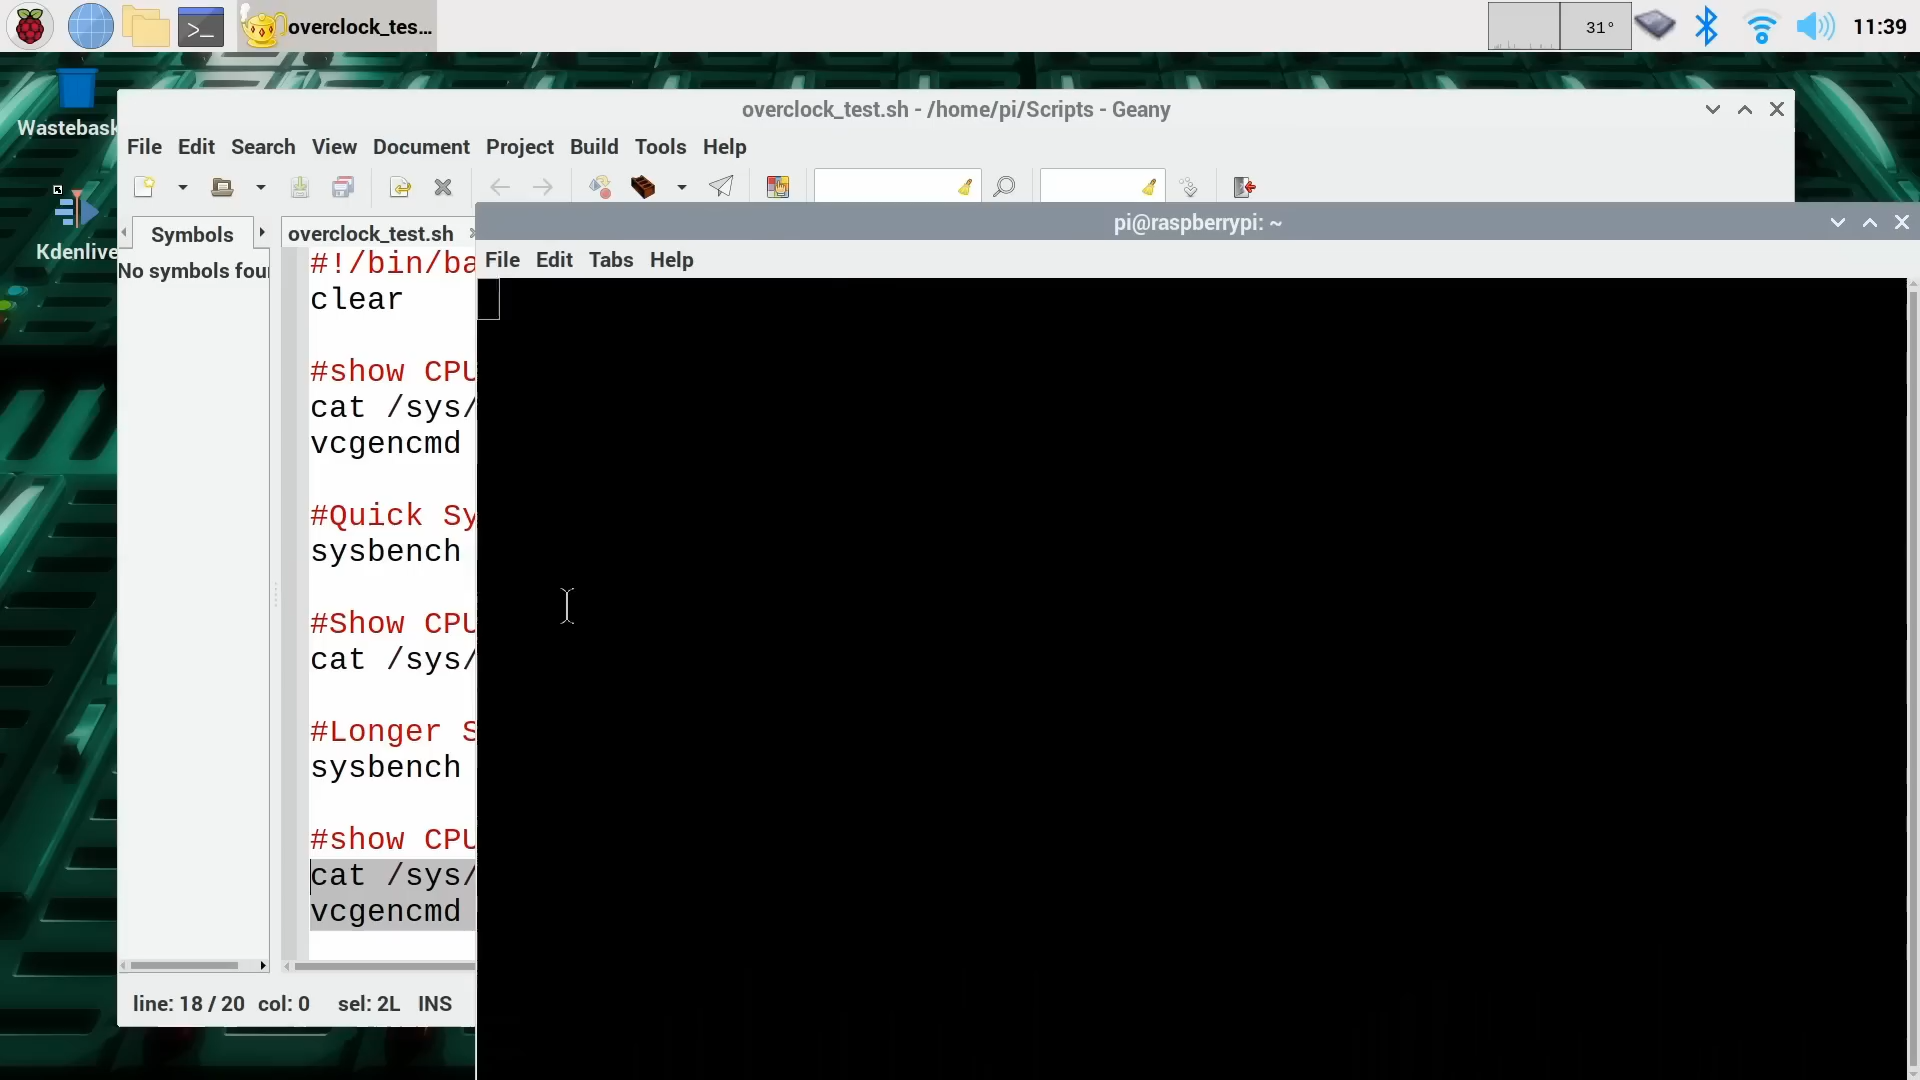 overclock_tes...
31°
11:39
Wastebask
Kdenlive
overclock_test.sh - /home/pi/Scripts - Geany
File Edit Search View Document Project Build Tools Help
Symbols
No symbols four
overclock_test.sh
#!/bin/ba
clear
#show CPU
cat /sys/
vcgencmd
#Quick Sy
sysbench
#Show CPU
cat /sys/
#Longer S
sysbench
#show CPU
cat /sys/
vcgencmd
line: 18 / 20 col: 0 sel: 2L INS
pi@raspberrypi: ~
File Edit Tabs Help